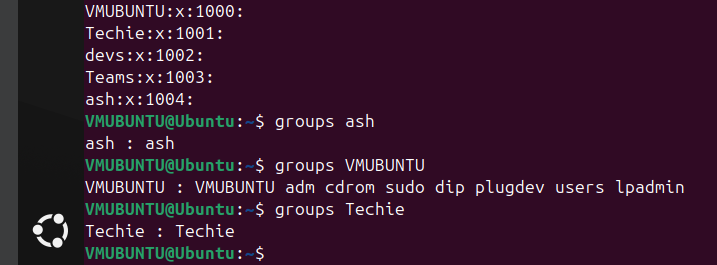 VMUBUNTU:x:1000:
Techie:x:1001:
devs:x:1002:
Teams:x:1003:
ash:x:1004:
VMUBUNTU@Ubuntu:~$ groups ash
ash : ash
VMUBUNTU@Ubuntu:~$ groups VMUBUNTU
VMUBUNTU : VMUBUNTU adm cdrom sudo dip plugdev users lpadmin
VMUBUNTU@Ubuntu:~$ groups Techie
Techie : Techie
VMUBUNTU@Ubuntu:~$